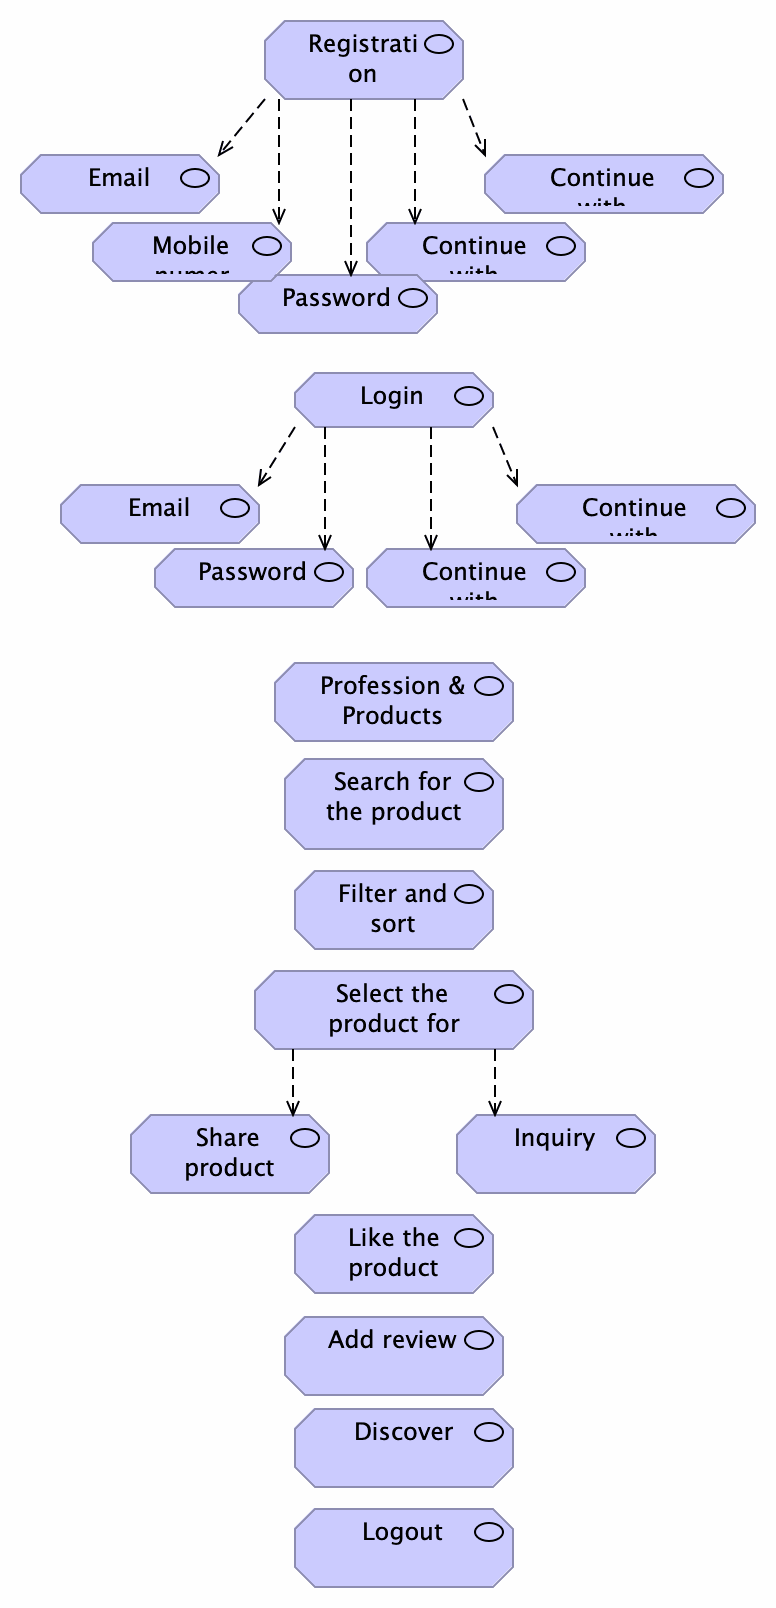 Registrati
on
Email
Continue
with
Mobile
numer
Continue
with
Password
Login
Email
Continue
with
Password
Continue
with
Profession &
Products
Search for
the product
Filter and
sort
Select the
product for
Share
product
Inquiry
Like the
product
Add review
Discover
Logout